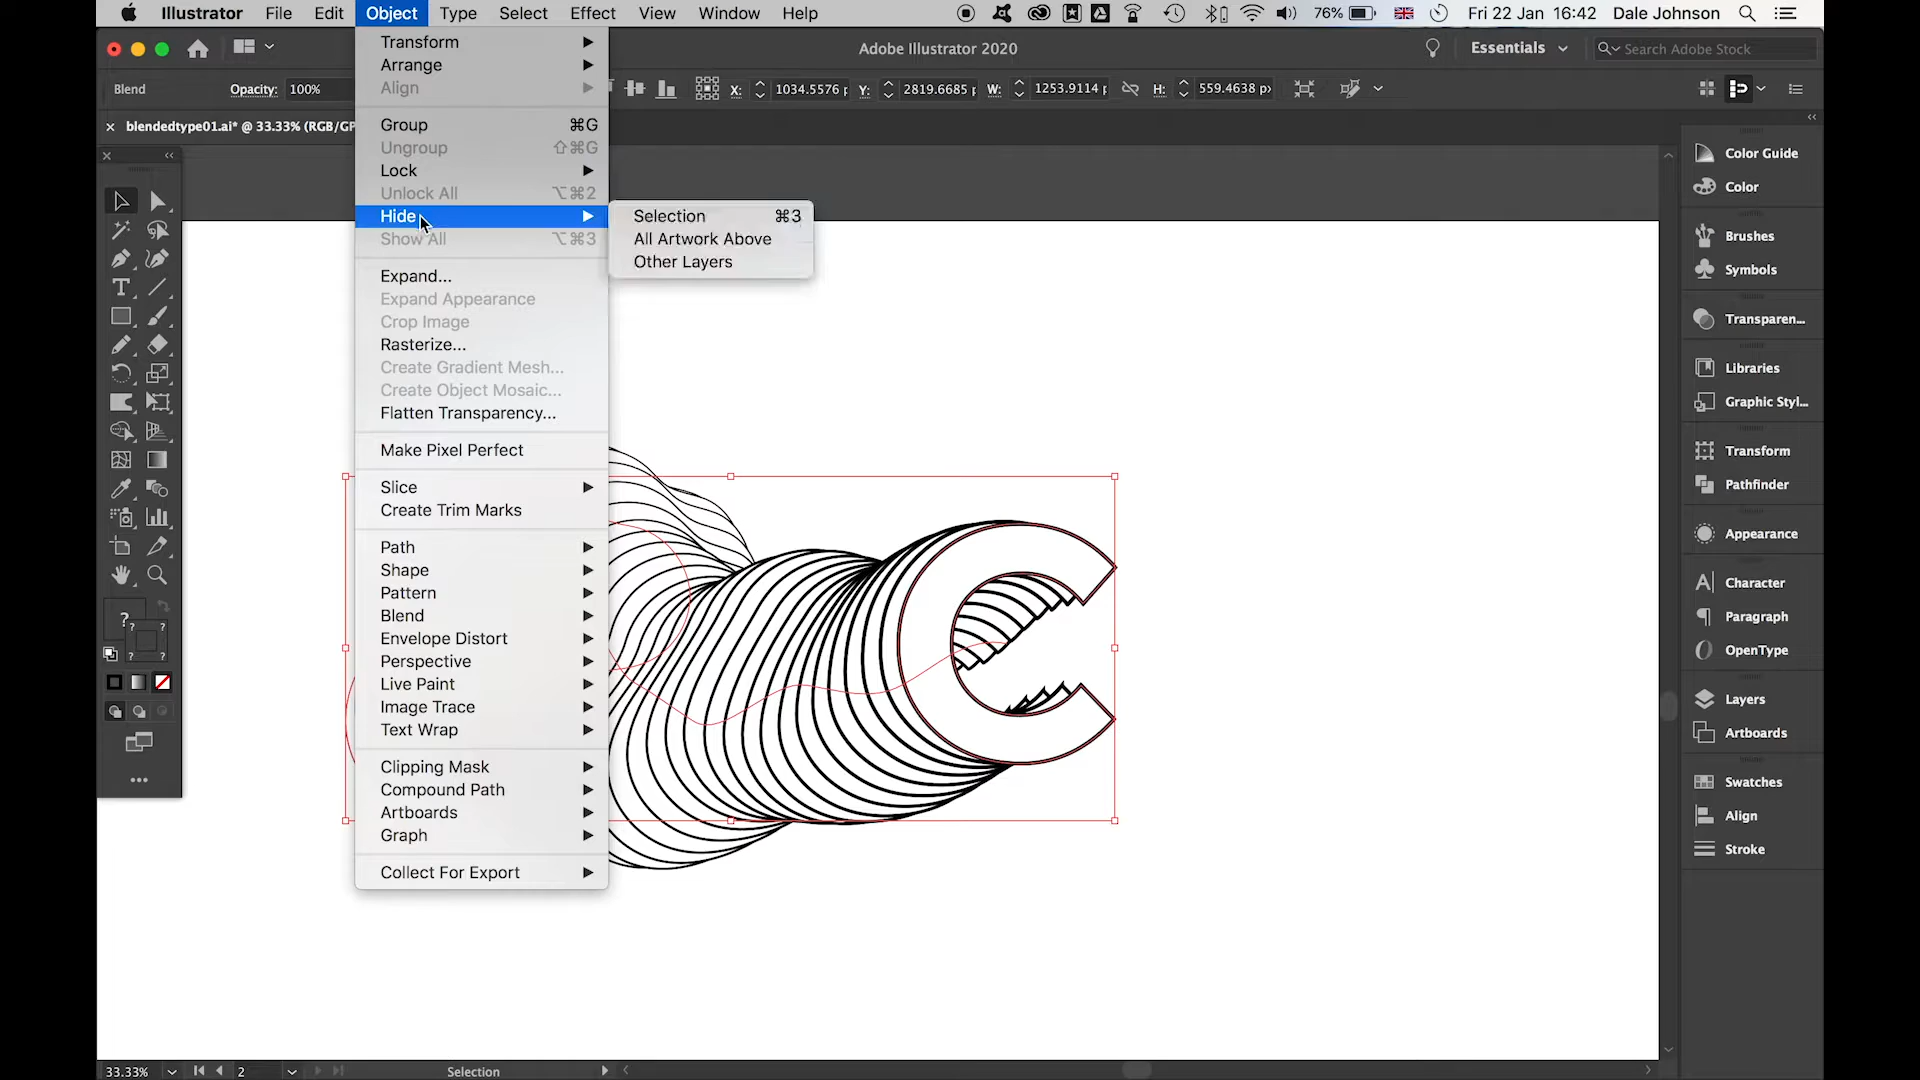 Illustrator File Edit Object Type Select Effect View Window Help 76% Fri 22 Jan 16:42 Dale Johnson
Adobe Illustrator 2020 Essentials Search Adobe Stock
Blend Opacity: 100% X: 1034.5576 Y: 2819.6685 W: 1253.9114 H: 559.4638 px
blendedtype01.ai* @ 33.33% (RGB/GP
Transform
Arrange
Align
Group ⌘G
Ungroup ⇧⌘G
Lock
Unlock All ⌥⌘2
Hide
Show All ⌥⌘3
Expand...
Expand Appearance
Crop Image
Rasterize...
Create Gradient Mesh...
Create Object Mosaic...
Flatten Transparency...
Make Pixel Perfect
Slice
Create Trim Marks
Path
Shape
Pattern
Blend
Envelope Distort
Perspective
Live Paint
Image Trace
Text Wrap
Clipping Mask
Compound Path
Artboards
Graph
Collect For Export
Selection ⌘3
All Artwork Above
Other Layers
Color Guide
Color
Brushes
Symbols
Transparen...
Libraries
Graphic Styl...
Transform
Pathfinder
Appearance
Character
Paragraph
OpenType
Layers
Artboards
Swatches
Align
Stroke
33.33% 2 Selection